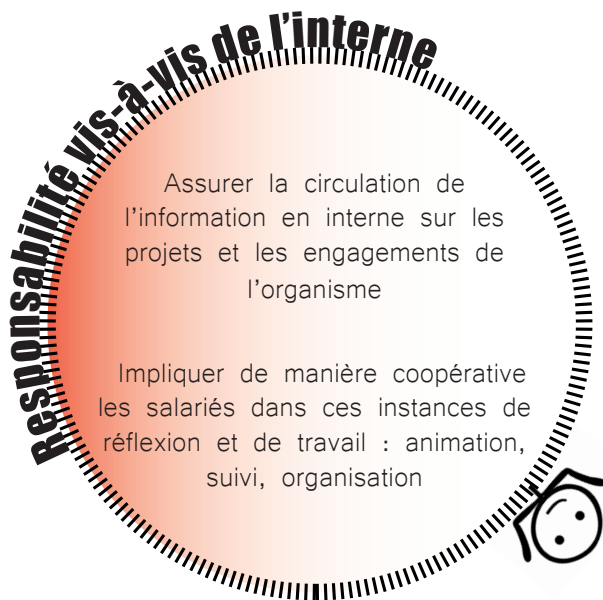 Responsabilité vis-à-vis de l'interne
Assurer la circulation de
l'information en interne sur les
projets et les engagements de
l'organisme
Impliquer de manière coopérative
les salariés dans ces instances de
réflexion et de travail : animation,
suivi, organisation